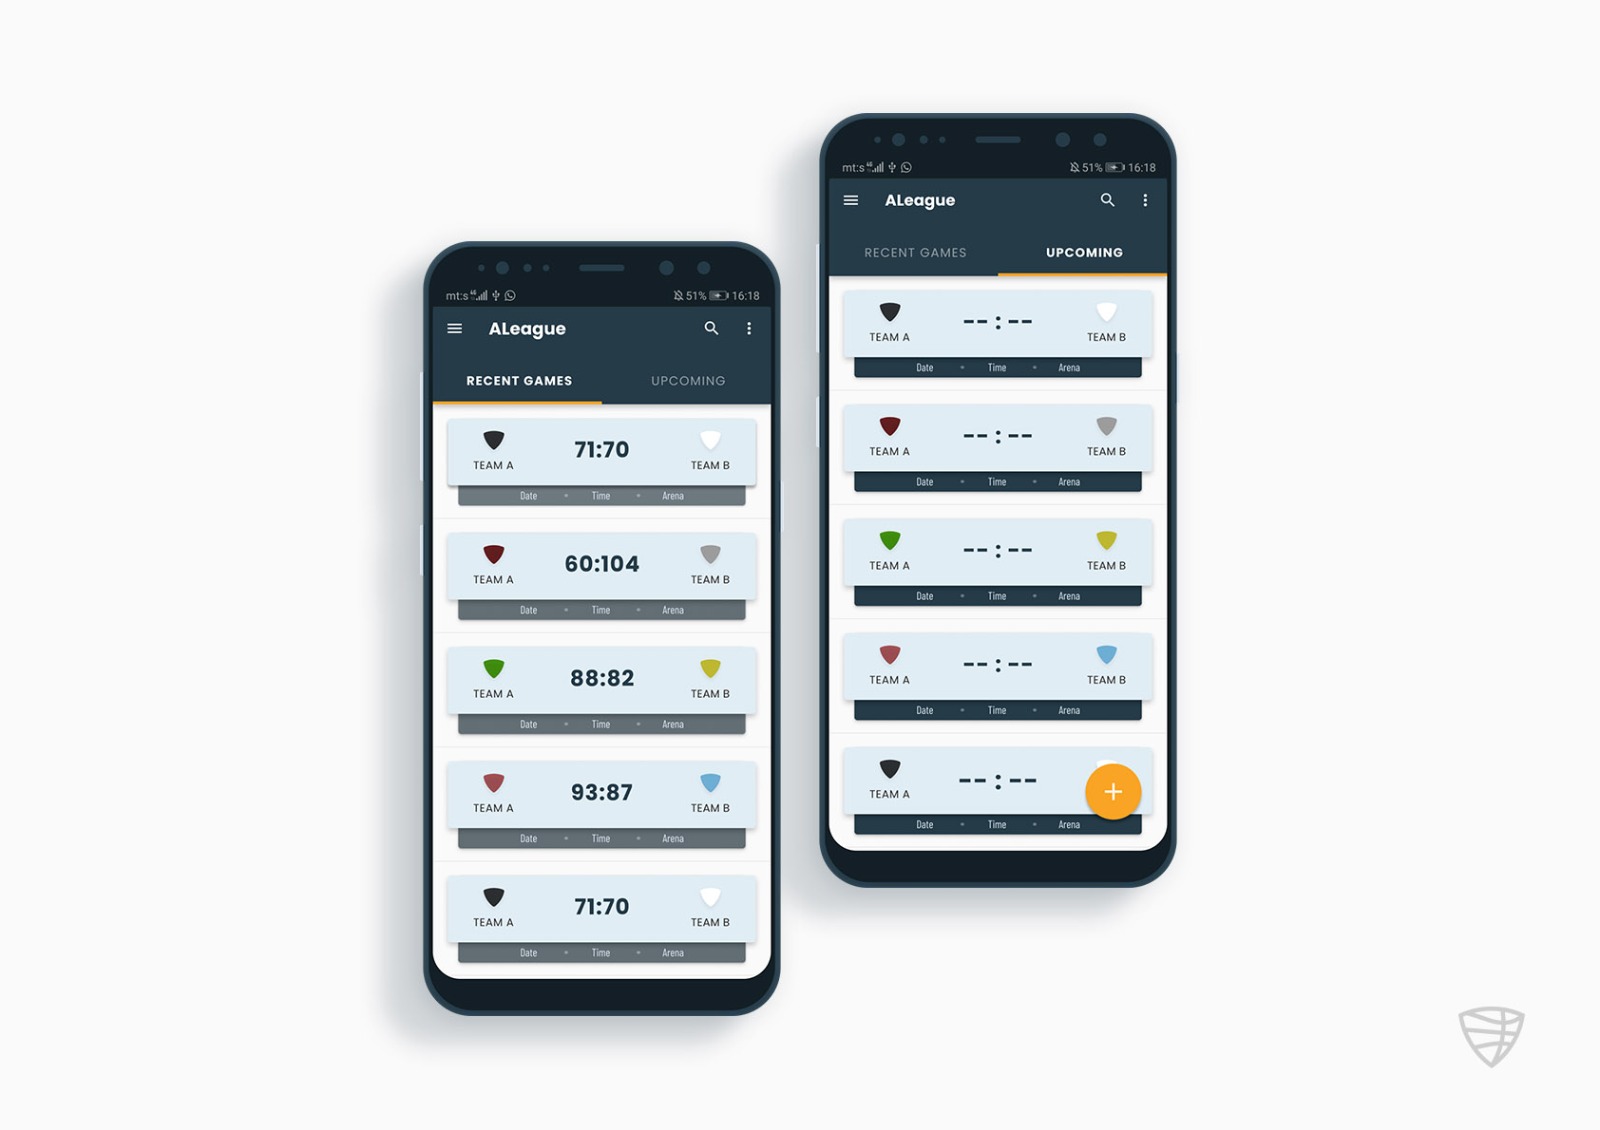 mt:s 4G 51% 16:18
ALeague
RECENT GAMES UPCOMING
71:70
TEAM A TEAM B
Date • Time • Arena
60:104
TEAM A TEAM B
Date • Time • Arena
88:82
TEAM A TEAM B
Date • Time • Arena
93:87
TEAM A TEAM B
Date • Time • Arena
71:70
TEAM A TEAM B
Date • Time • Arena
mt:s 4G 51% 16:18
ALeague
RECENT GAMES UPCOMING
--:--
TEAM A TEAM B
Date • Time • Arena
--:--
TEAM A TEAM B
Date • Time • Arena
--:--
TEAM A TEAM B
Date • Time • Arena
--:--
TEAM A TEAM B
Date • Time • Arena
--:--
TEAM A
+
Date • Time • Arena